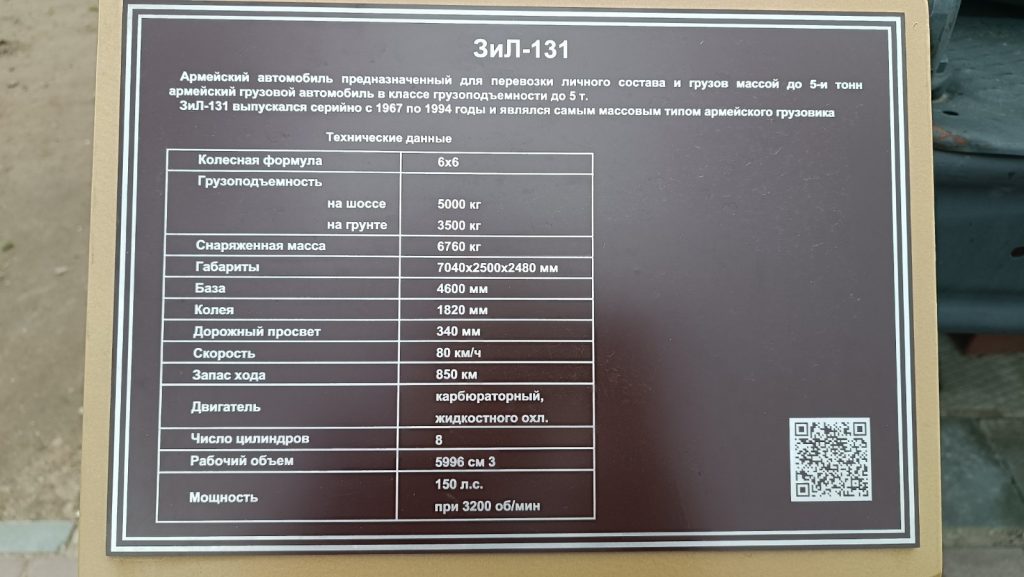 ЗиЛ-131
Армейский автомобиль предназначенный для перевозки личного состава и грузов массой до 5-и тонн
армейский грузовой автомобиль в классе грузоподъемности до 5 т.
ЗиЛ-131 выпускался серийно с 1967 по 1994 годы и являлся самым массовым типом армейского грузовика
Технические данные
Колесная формула 6х6
Грузоподъемность
на шоссе 5000 кг
на грунте 3500 кг
Снаряженная масса 6760 кг
Габариты 7040х2500х2480 мм
База 4600 мм
Колея 1820 мм
Дорожный просвет 340 мм
Скорость 80 км/ч
Запас хода 850 км
Двигатель карбюраторный,
жидкостного охл.
Число цилиндров 8
Рабочий объем 5996 см 3
Мощность 150 л.с.
при 3200 об/мин